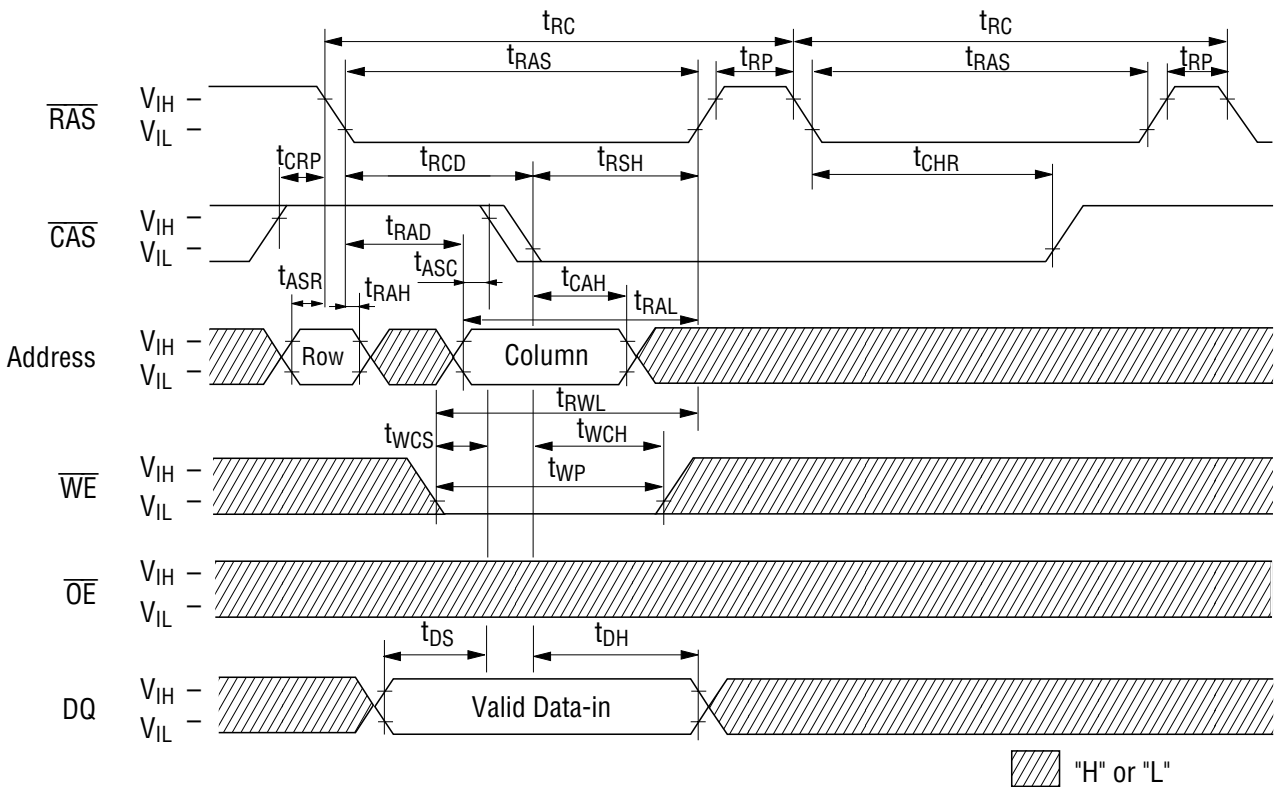 tRC tRC
tRAS tRP tRAS tRP
RAS VIH
VIL
tCRP tRCD tRSH tCHR
CAS VIH
VIL
tRAD
tASC
tASR tRAH tCAH
tRAL
Address VIH
VIL
Row Column
tRWL
tWCS tWCH
tWP
WE VIH
VIL
OE VIH
VIL
tDS tDH
DQ VIH
VIL
Valid Data-in
"H" or "L"